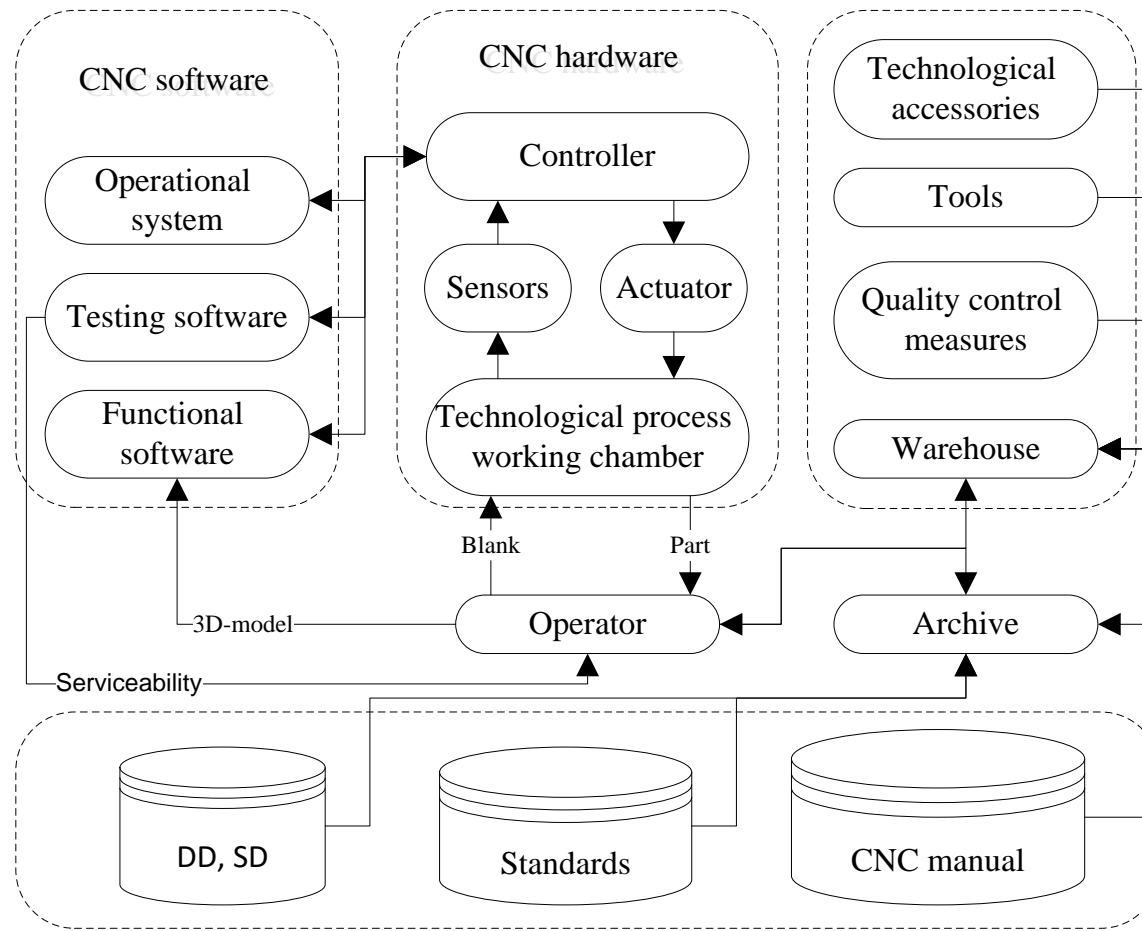 CNC software
CNC hardware
Technological
accessories
Controller
Operational
system
Tools
Sensors
Actuator
Testing software
Quality control
measures
Functional
software
Technological process
working chamber
Warehouse
Blank
Part
3D-model
Operator
Archive
Serviceability
DD, SD
Standards
CNC manual